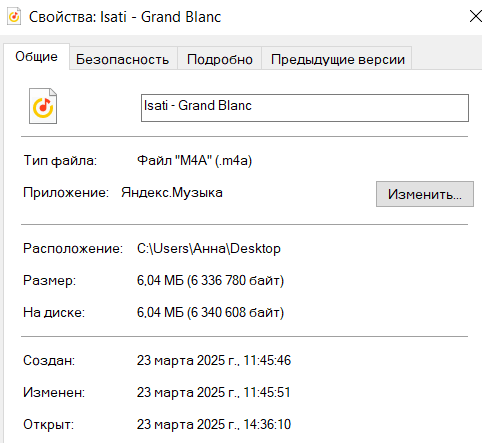 Свойства: Isati - Grand Blanc
Общие Безопасность Подробно Предыдущие версии
Isati - Grand Blanc
Тип файла: Файл "M4A" (.m4a)
Приложение: Яндекс.Музыка Изменить...
Расположение: C:\Users\Анна\Desktop
Размер: 6,04 МБ (6 336 780 байт)
На диске: 6,04 МБ (6 340 608 байт)
Создан: 23 марта 2025 г., 11:45:46
Изменен: 23 марта 2025 г., 11:45:51
Открыт: 23 марта 2025 г., 14:36:10